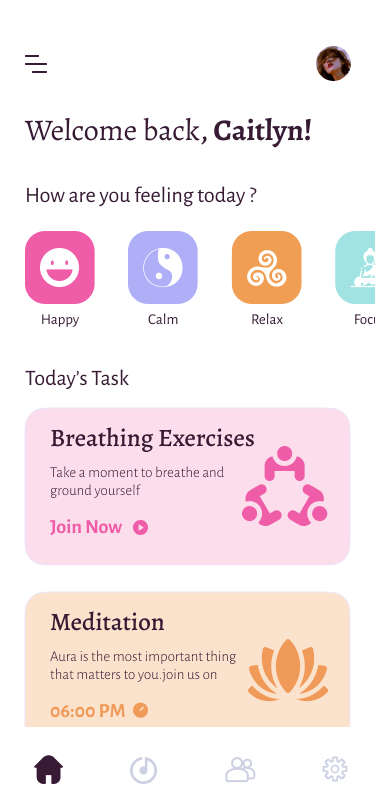 Welcome back, Caitlyn!
How are you feeling today ?
Happy
Calm
Relax
Focu
Today's Task
Breathing Exercises
Take a moment to breathe and
ground yourself
Join Now
Meditation
Aura is the most important thing
that matters to you.join us on
06:00 PM